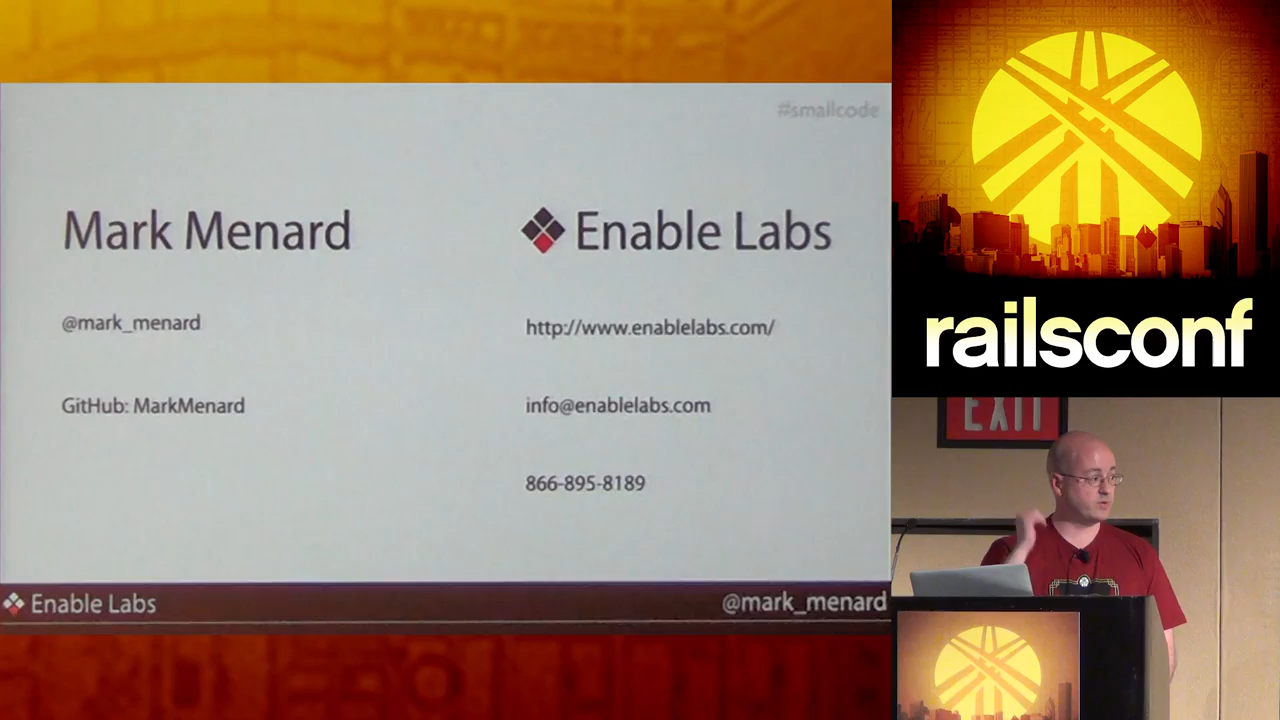 #smallcode
Mark Menard
Enable Labs
@mark_menard
http://www.enablelabs.com/
GitHub: MarkMenard
info@enablelabs.com
866-895-8189
Enable Labs
@mark_menard
railsconf
EXIT